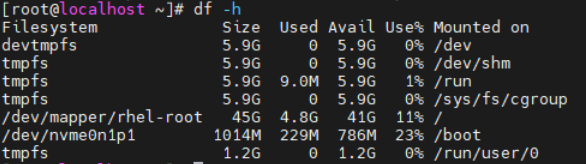 [root@localhost ~]# df -h
Filesystem Size Used Avail Use% Mounted on
devtmpfs 5.9G 0 5.9G 0% /dev
tmpfs 5.9G 0 5.9G 0% /dev/shm
tmpfs 5.9G 9.0M 5.9G 1% /run
tmpfs 5.9G 0 5.9G 0% /sys/fs/cgroup
/dev/mapper/rhel-root 45G 4.8G 41G 11% /
/dev/nvme0n1p1 1014M 229M 786M 23% /boot
tmpfs 1.2G 0 1.2G 0% /run/user/0